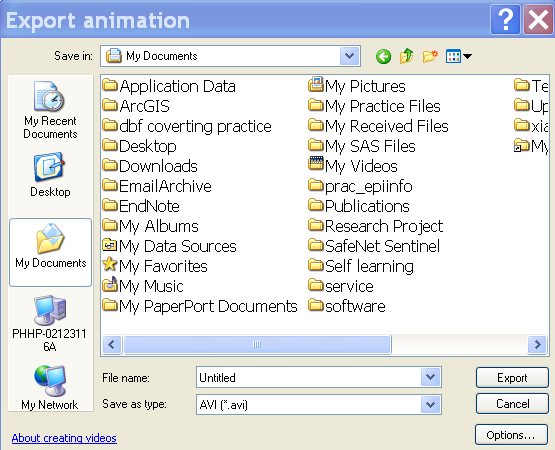 Export animation
Save in:
My Documents
My Recent
Documents
Desktop
My Documents
PHHP-0212311
6A
My Network
Application Data
ArcGIS
dbf coverting practice
Desktop
Downloads
EmailArchive
EndNote
My Albums
My Data Sources
My Favorites
My Music
My PaperPort Documents
My Pictures
My Practice Files
My Received Files
My SAS Files
My Videos
prac_epiinfo
Publications
Research Project
SafeNet Sentinel
Self learning
service
software
Te
Up
xia
My
File name:
Untitled
Export
Save as type:
AVI (*.avi)
Cancel
About creating videos
Options...